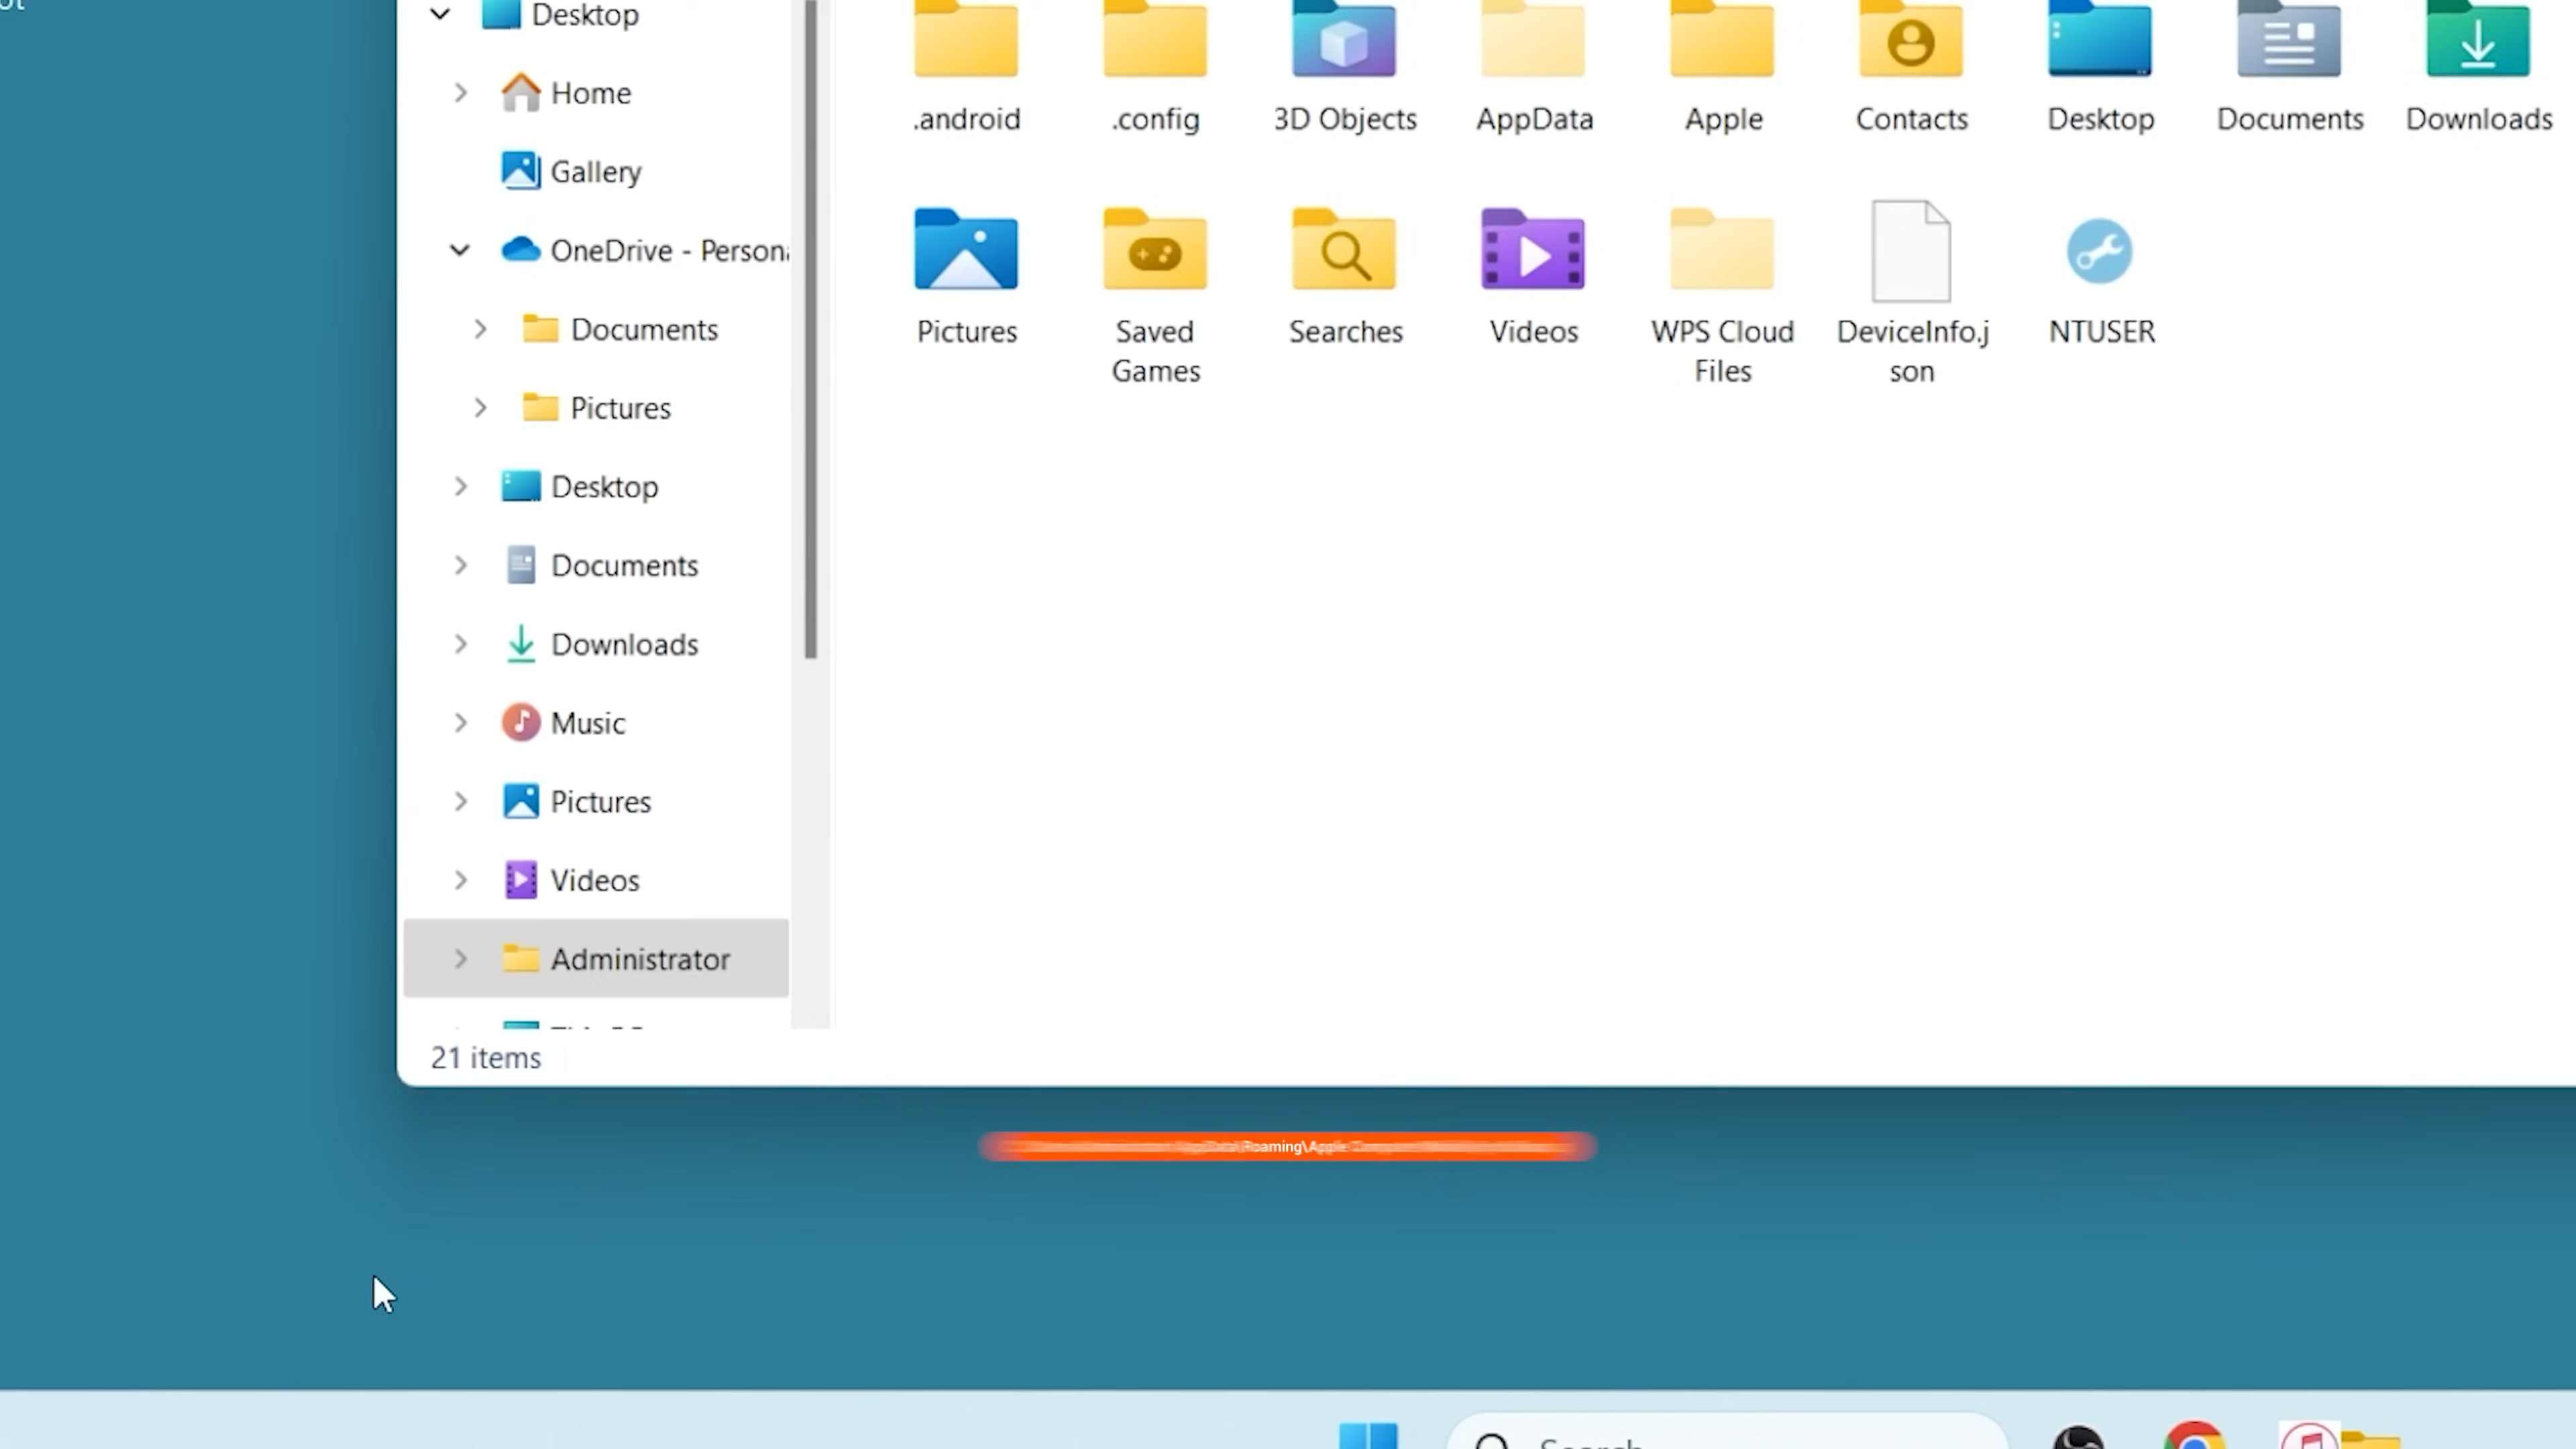 Desktop
Home
Gallery
OneDrive - Persona
Documents
Pictures
Desktop
Documents
Downloads
Music
Pictures
Videos
Administrator
21 items
.android
.config
3D Objects
AppData
Apple
Contacts
Desktop
Documents
Downloads
Pictures
Saved
Games
Searches
Videos
WPS Cloud
Files
DeviceInfo.j
son
NTUSER
\Roaming\Apple
Search